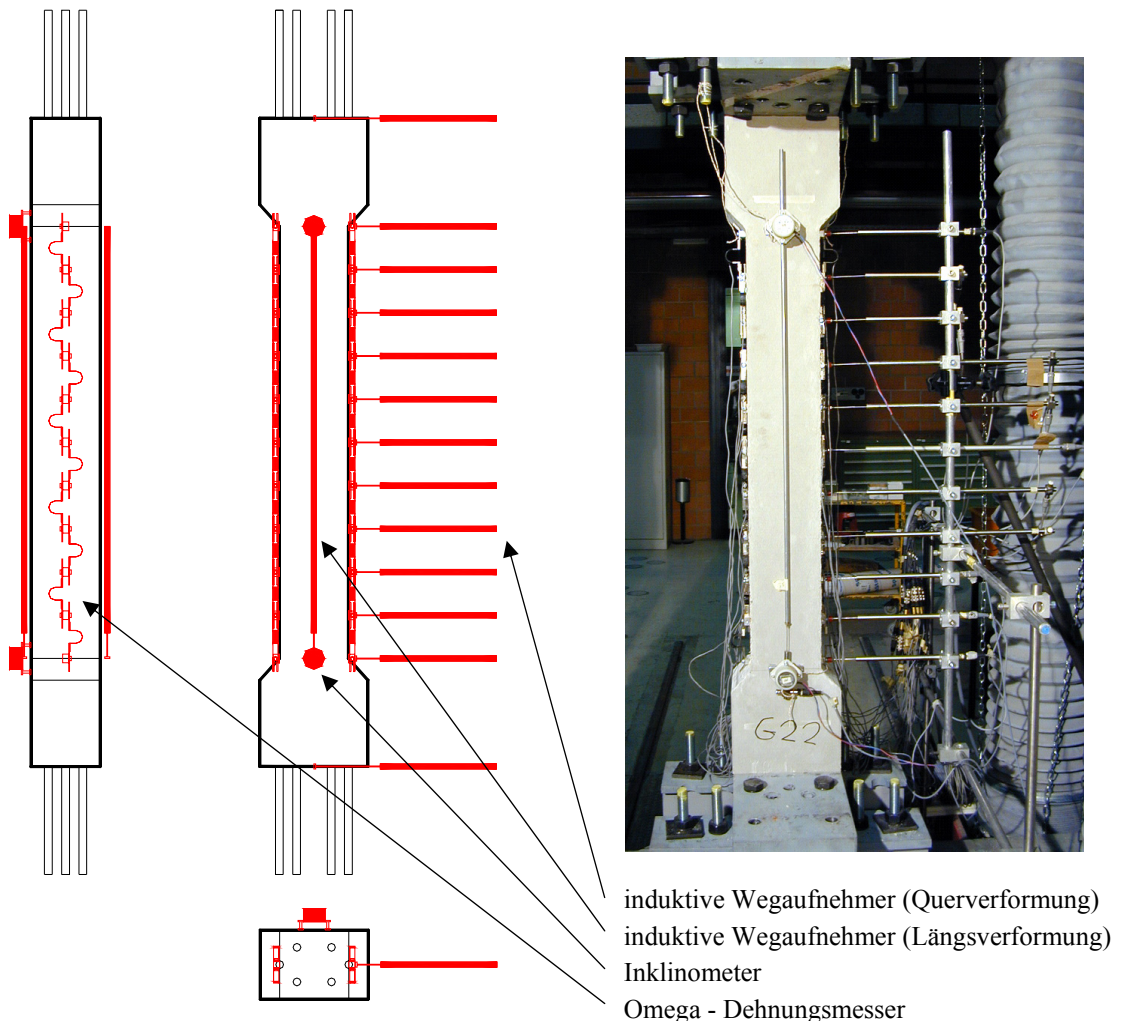 G22
induktive Wegaufnehmer (Querverformung)
induktive Wegaufnehmer (Längsverformung)
Inklinometer
Omega - Dehnungsmesser